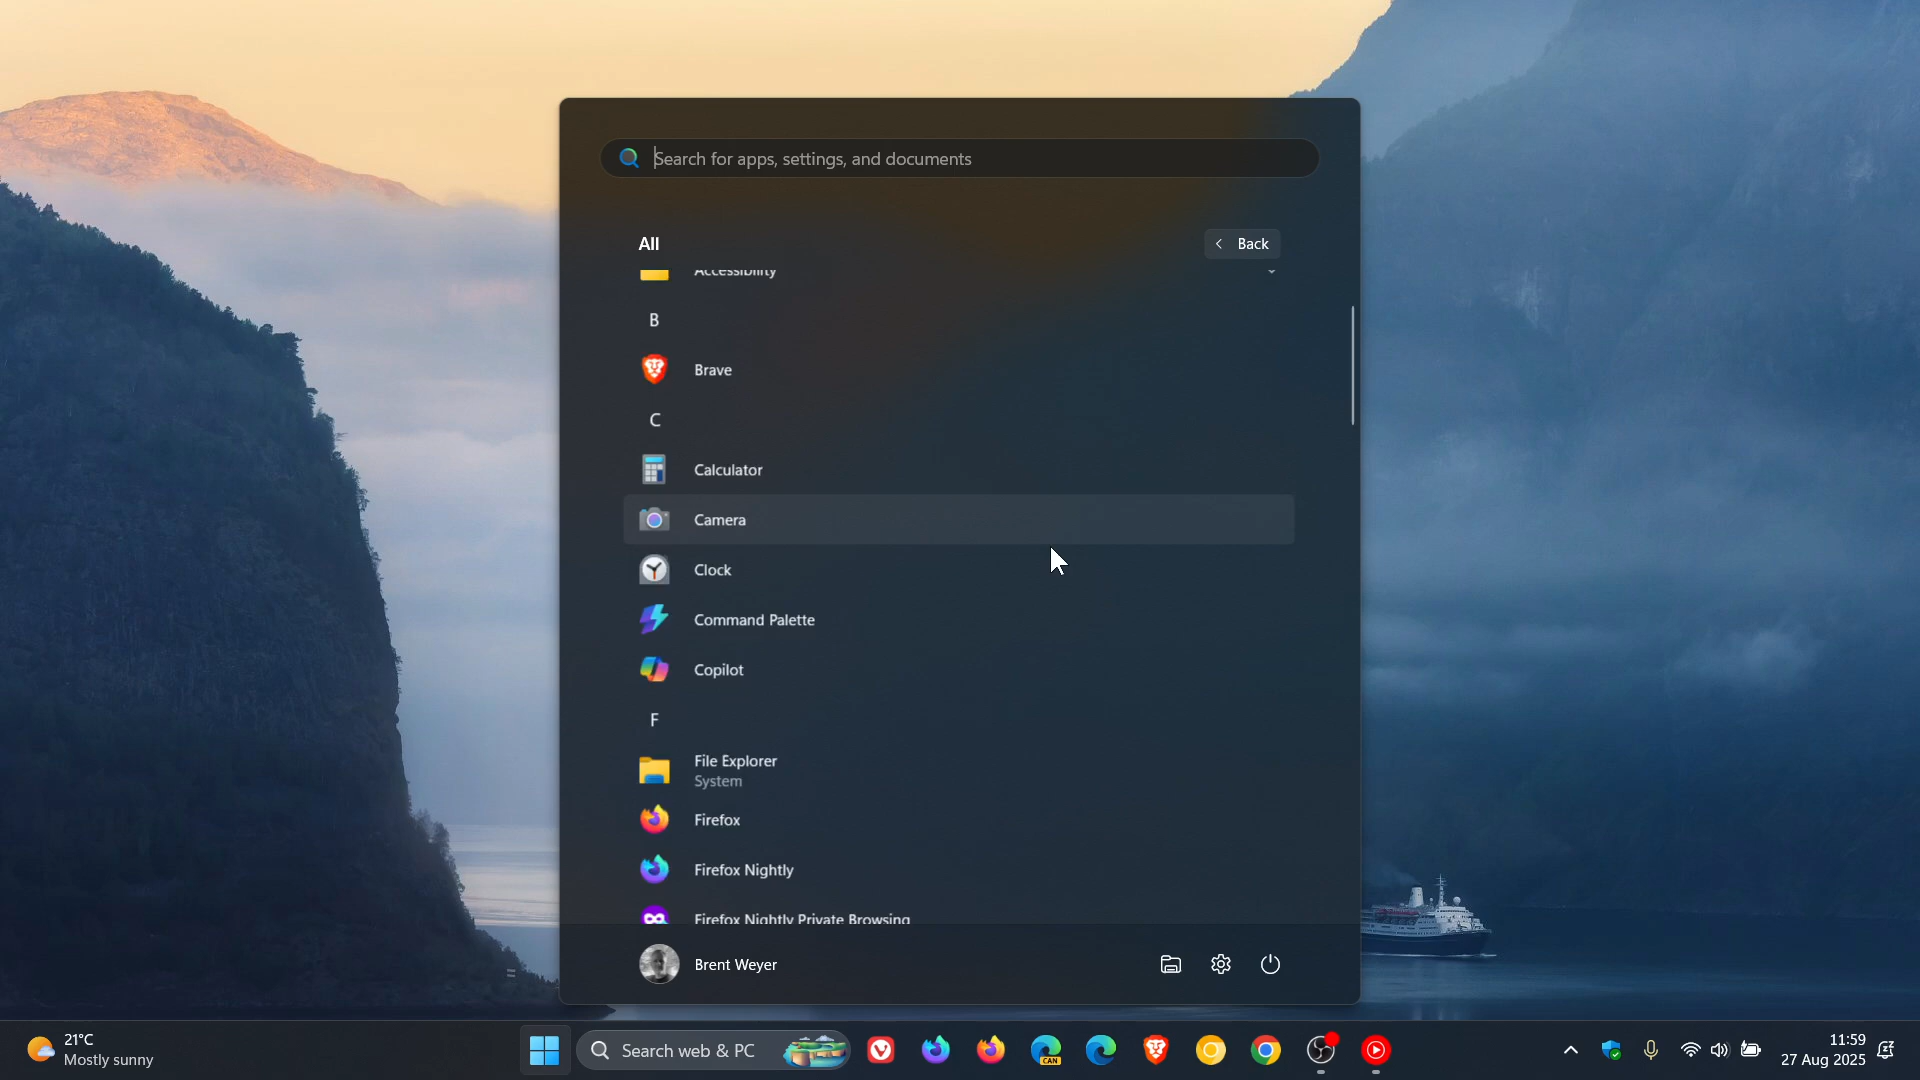 Search for apps, settings, and documents
All
Back
Accessibility
B
Brave
C
Calculator
Camera
Clock
Command Palette
Copilot
F
File Explorer
System
Firefox
Firefox Nightly
Firefox Nightly Private Browsing
Brent Weyer
21°C
Mostly sunny
Search web & PC
CAN
11:59
27 Aug 2025